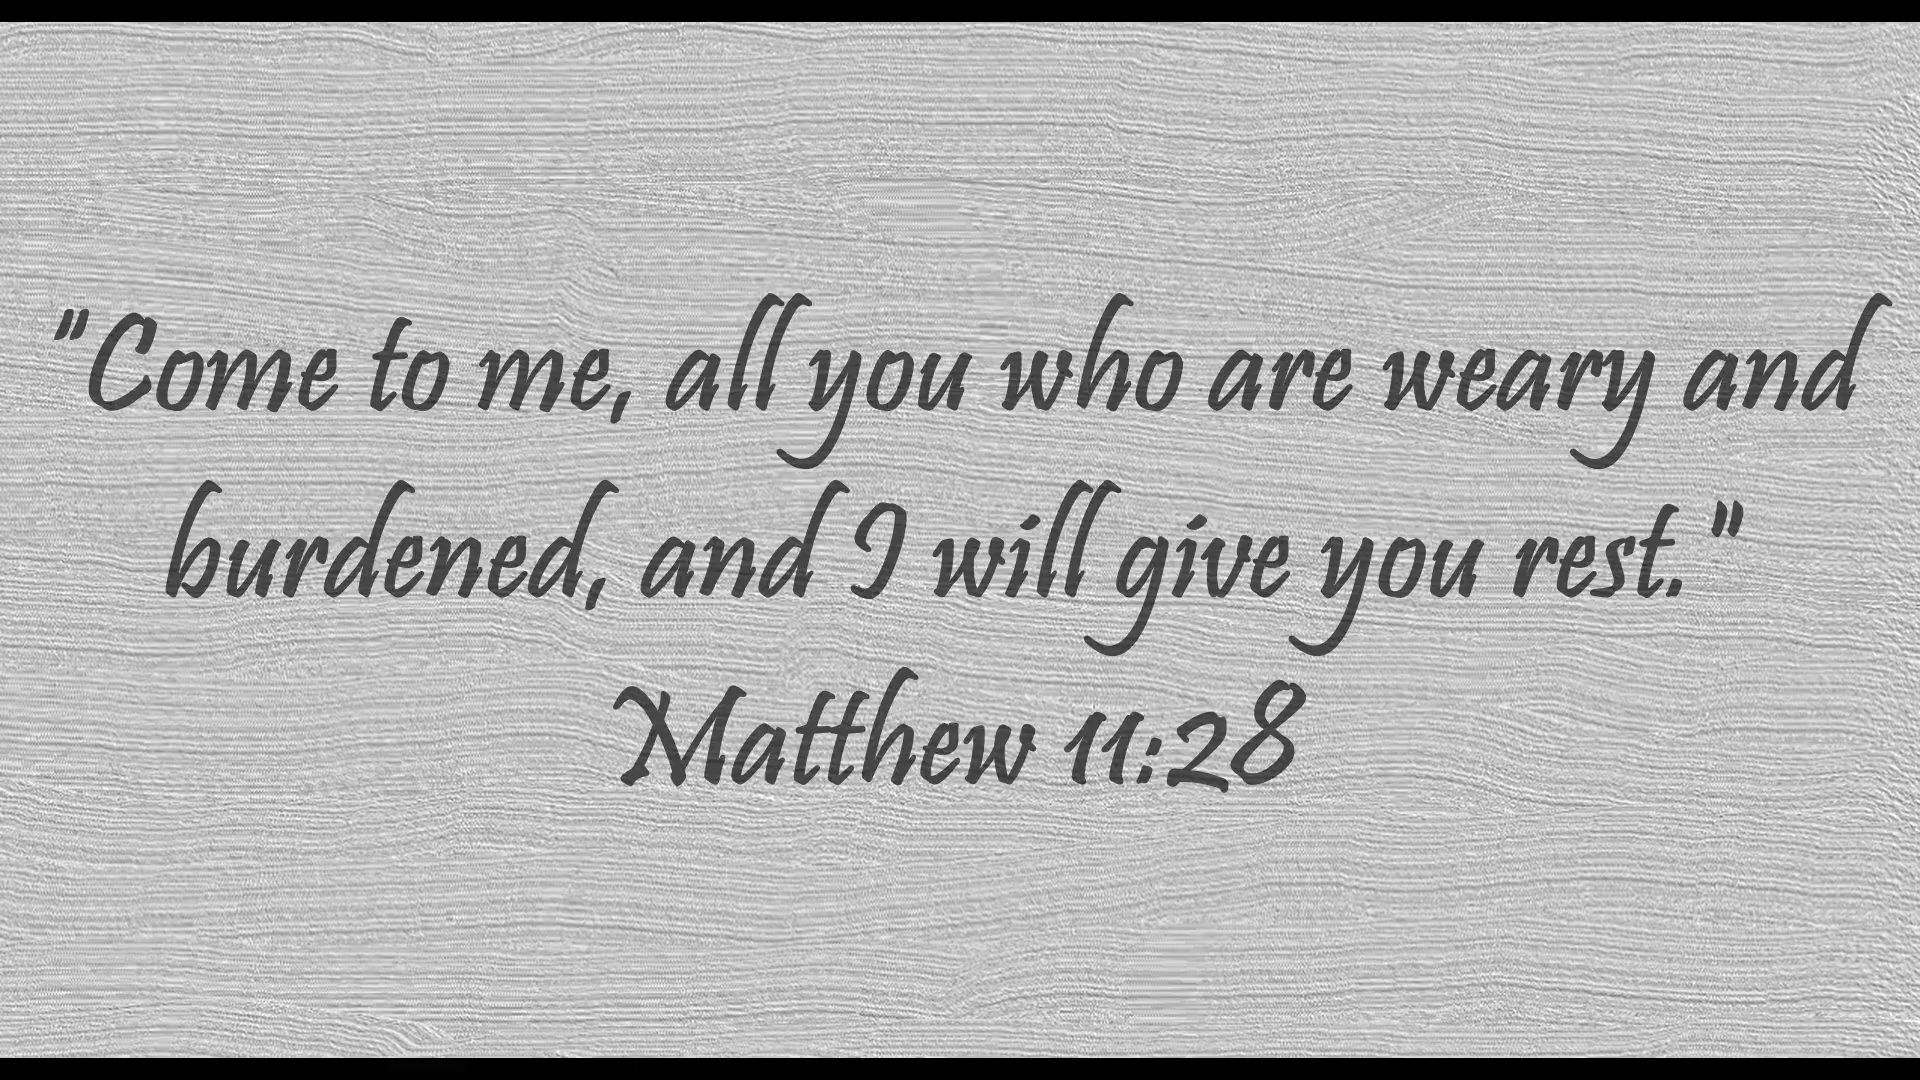 "Come to me, all you who are weary and
burdened, and I will give you rest."
Matthew 11:28